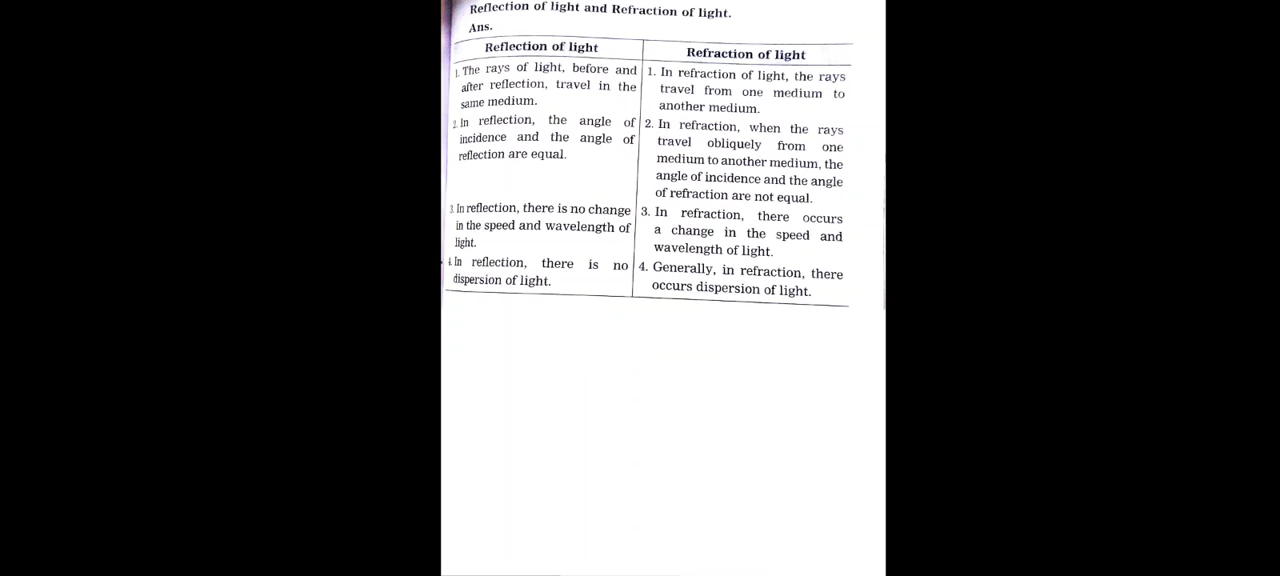 Reflection of light and Refraction of light.
Ans.
Reflection of light
1. The rays of light, before and
after reflection, travel in the
same medium.
2. In reflection, the angle of
incidence and the angle of
reflection are equal.
3. In reflection, there is no change
in the speed and wavelength of
light.
4. In reflection, there is no
dispersion of light.
Refraction of light
1. In refraction of light, the rays
travel from one medium to
another medium.
2. In refraction, when the rays
travel obliquely from one
medium to another medium, the
angle of incidence and the angle
of refraction are not equal.
3. In refraction, there occurs
a change in the speed and
wavelength of light.
4. Generally, in refraction, there
occurs dispersion of light.